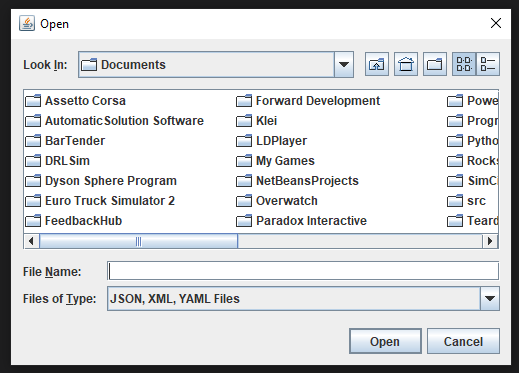 Open
Look In: Documents
Assetto Corsa Forward Development Powe
AutomaticSolution Software Klei Progr
BarTender LDPlayer Pytho
DRLSim My Games Rocks
Dyson Sphere Program NetBeansProjects SimC
Euro Truck Simulator 2 Overwatch src
FeedbackHub Paradox Interactive Teard
File Name:
Files of Type: JSON, XML, YAML Files
Open Cancel